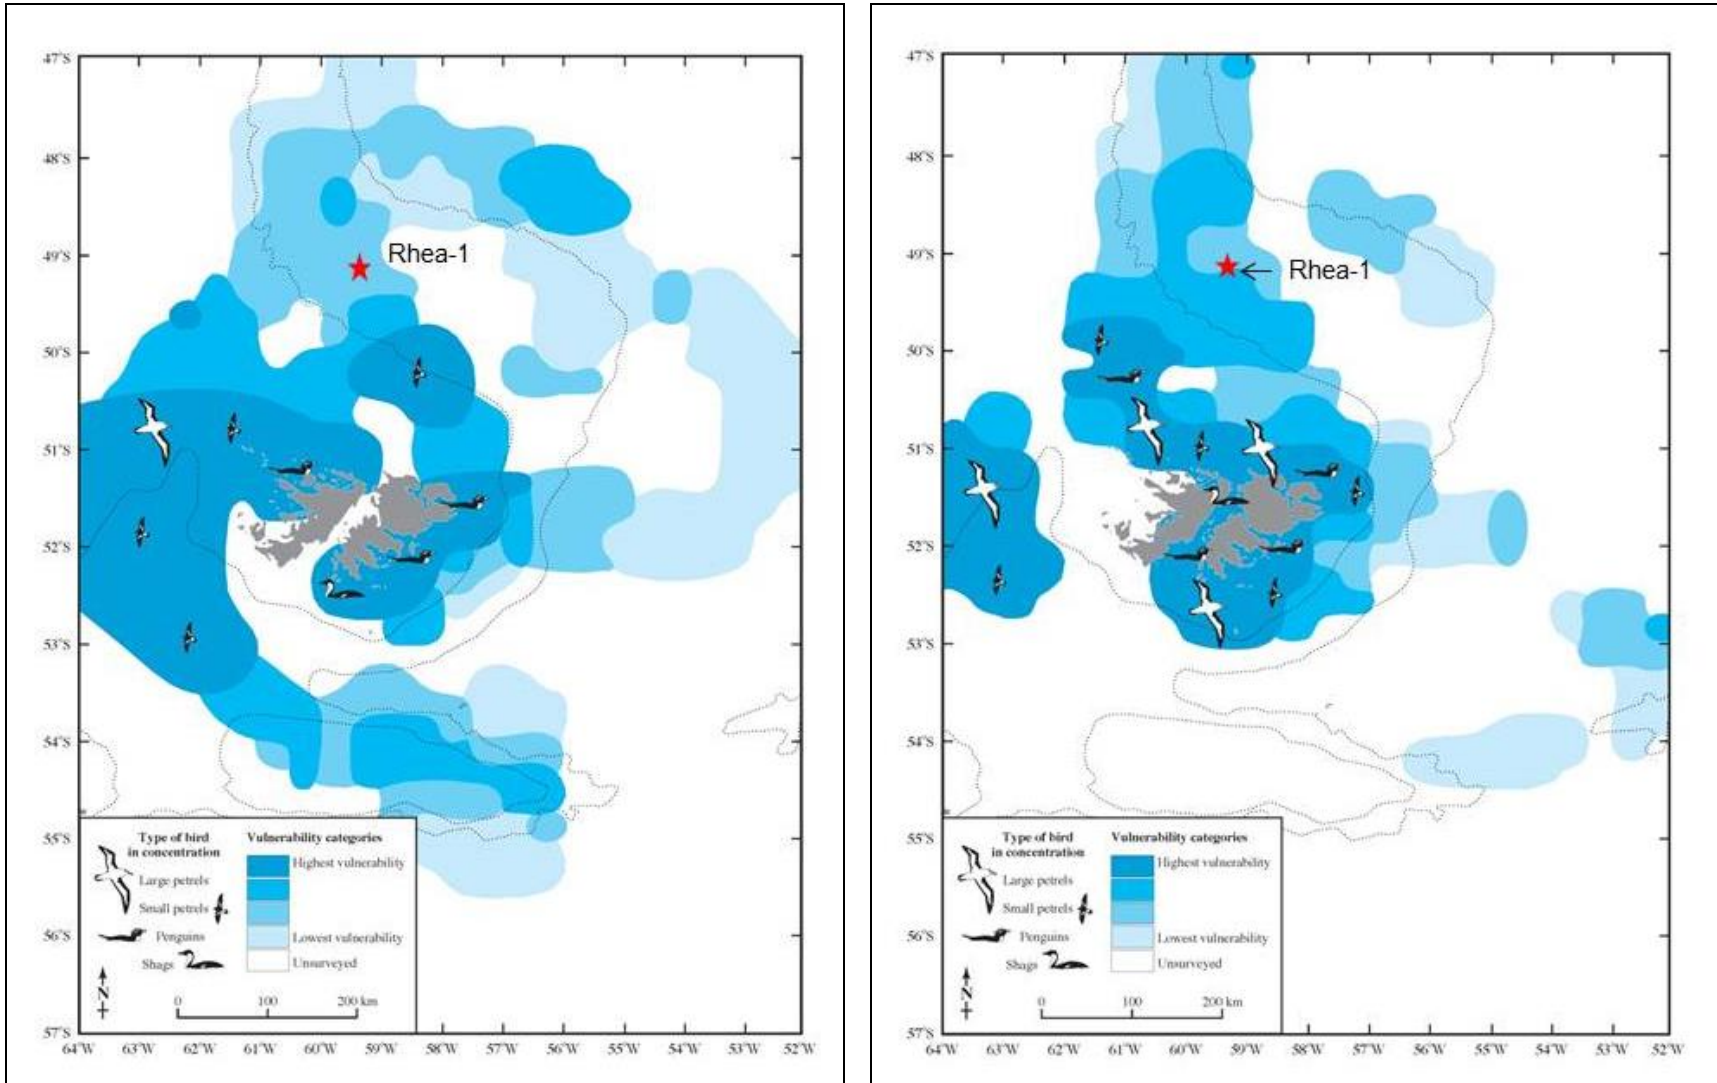 47°S
48°S
49°S
50°S
51°S
52°S
53°S
54°S
55°S
56°S
57°S
64°W 63°W 62°W 61°W 60°W 59°W 58°W 57°W 56°W 55°W 54°W 53°W 52°W
Rhea-1
Type of bird
in concentration
Large petrels
Small petrels
Penguins
Shags
Vulnerability categories
Highest vulnerability
Lowest vulnerability
Unsurveyed
N
0 100 200 km
47°S
48°S
49°S
50°S
51°S
52°S
53°S
54°S
55°S
56°S
57°S
64°W 63°W 62°W 61°W 60°W 59°W 58°W 57°W 56°W 55°W 54°W 53°W 52°W
Rhea-1
Type of bird
in concentration
Large petrels
Small petrels
Penguins
Shags
Vulnerability categories
Highest vulnerability
Lowest vulnerability
Unsurveyed
N
0 100 200 km